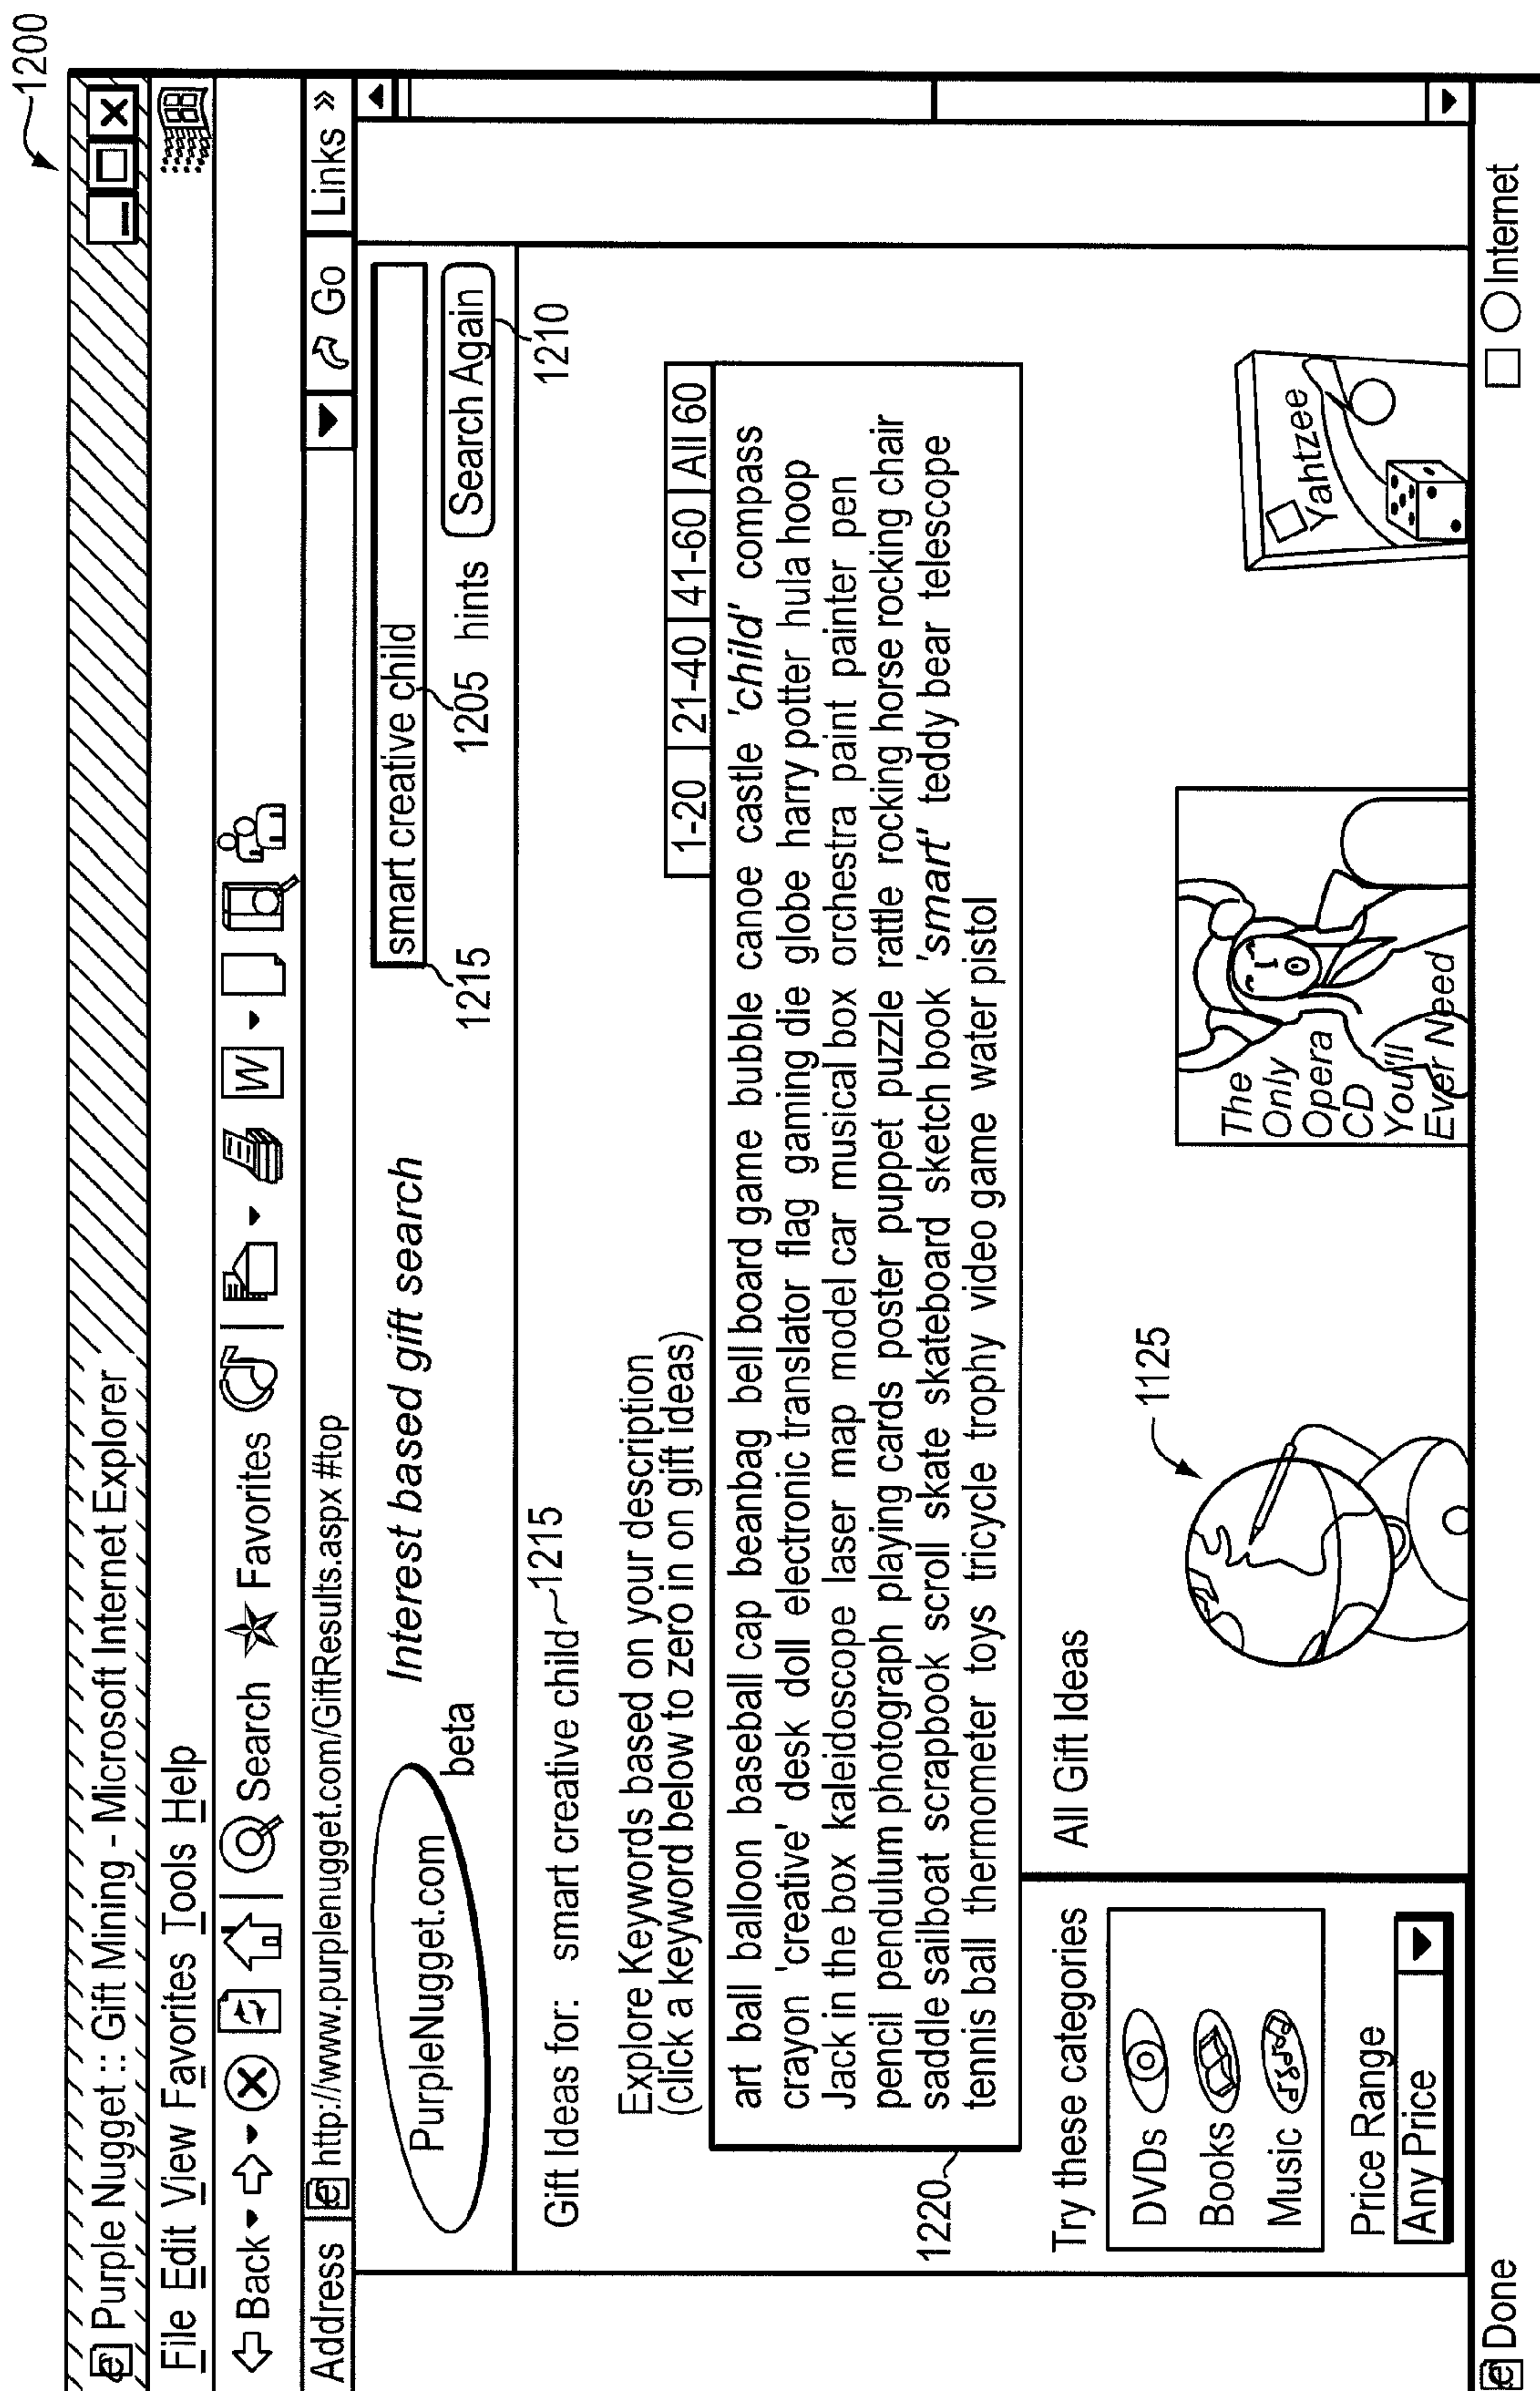 1200
Purple Nugget :: Gift Mining - Microsoft Internet Explorer
File Edit View Favorites Tools Help
Back Search Favorites W
Address http://www.purplenugget.com/GiftResults.aspx #top Go Links »
PurpleNugget.com
beta
Interest based gift search
smart creative child
1215
1205
hints
Search Again
1210
Gift Ideas for: smart creative child 1215
Explore Keywords based on your description
(click a keyword below to zero in on gift ideas)
1-20 21-40 41-60 All 60
art ball balloon baseball cap beanbag bell board game bubble canoe castle 'child' compass
crayon 'creative' desk doll electronic translator flag gaming die globe harry potter hula hoop
Jack in the box kaleidoscope laser map model car musical box orchestra paint painter pen
pencil pendulum photograph playing cards poster puppet puzzle rattle rocking horse rocking chair
saddle sailboat scrapbook scroll skate skateboard sketch book 'smart' teddy bear telescope
tennis ball thermometer toys tricycle trophy video game water pistol
1220
Try these categories
DVDs
Books
Music
Price Range
Any Price
All Gift Ideas
1125
The
Only
Opera
CD
You'll
Ever Need
Yahtzee
Done
Internet